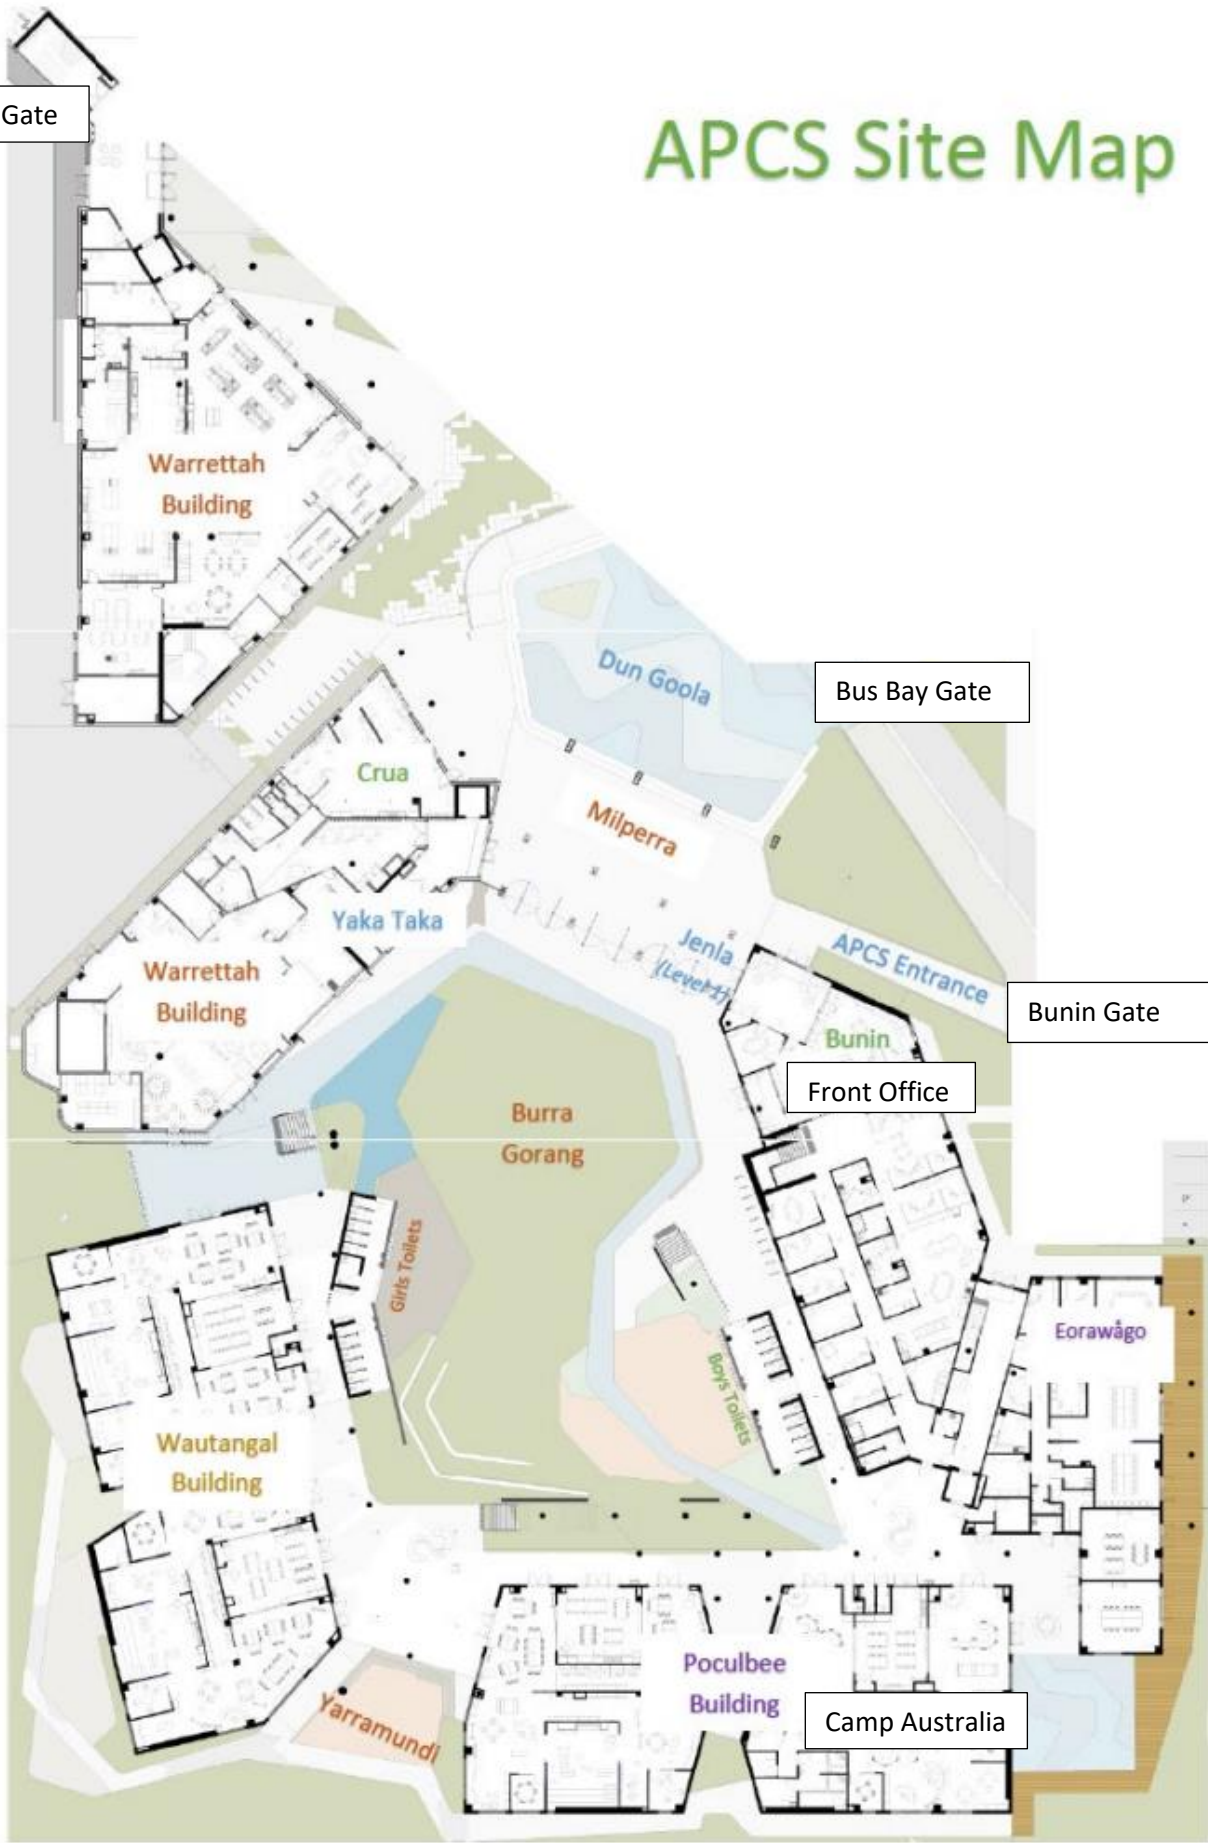 Gate
APCS Site Map
Warrettah
Building
Dun Goola
Bus Bay Gate
Crua
Milperra
Yaka Taka
Jenla
(Level 1)
APCS Entrance
Warrettah
Building
Bunin Gate
Bunin
Front Office
Burra
Gorang
Girls Toilets
Eorawågo
Boys Toilets
Wautangal
Building
Poculbee
Building
Yarramundi
Camp Australia